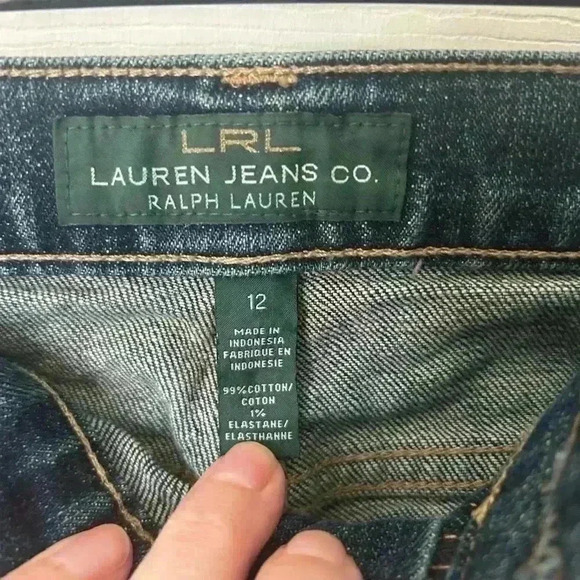 LRL
LAUREN JEANS CO.
RALPH LAUREN
12
MADE IN
INDONESIA
FABRIQUE EN
INDONESIE
99% COTTON/
COTON
1%
ELASTANE/
ELASTHANNE